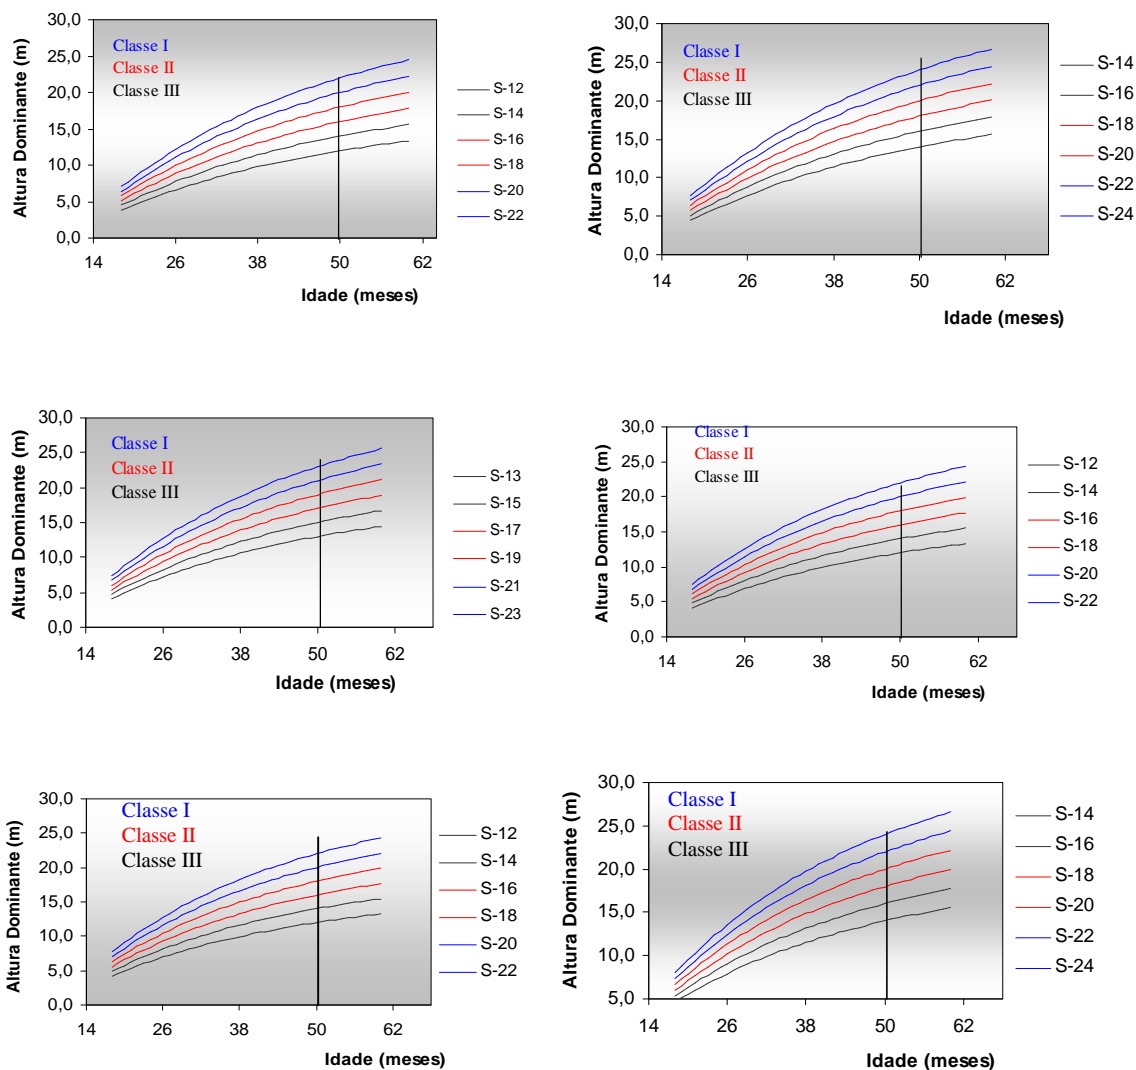 30,0
25,0
20,0
15,0
10,0
5,0
0,0
Altura Dominante (m)
Classe I
Classe II
Classe III
14 26 38 50 62
Idade (meses)
S-12
S-14
S-16
S-18
S-20
S-22
30,0
25,0
20,0
15,0
10,0
5,0
0,0
Altura Dominante (m)
Classe I
Classe II
Classe III
14 26 38 50 62
Idade (meses)
S-14
S-16
S-18
S-20
S-22
S-24
30,0
25,0
20,0
15,0
10,0
5,0
0,0
Altura Dominante (m)
Classe I
Classe II
Classe III
14 26 38 50 62
Idade (meses)
S-13
S-15
S-17
S-19
S-21
S-23
30,0
25,0
20,0
15,0
10,0
5,0
0,0
Altura Dominante (m)
Classe I
Classe II
Classe III
14 26 38 50 62
Idade (meses)
S-12
S-14
S-16
S-18
S-20
S-22
30,0
25,0
20,0
15,0
10,0
5,0
0,0
Altura Dominante (m)
Classe I
Classe II
Classe III
14 26 38 50 62
Idade (meses)
S-12
S-14
S-16
S-18
S-20
S-22
30,0
25,0
20,0
15,0
10,0
5,0
Altura Dominante (m)
Classe I
Classe II
Classe III
14 26 38 50 62
Idade (meses)
S-14
S-16
S-18
S-20
S-22
S-24